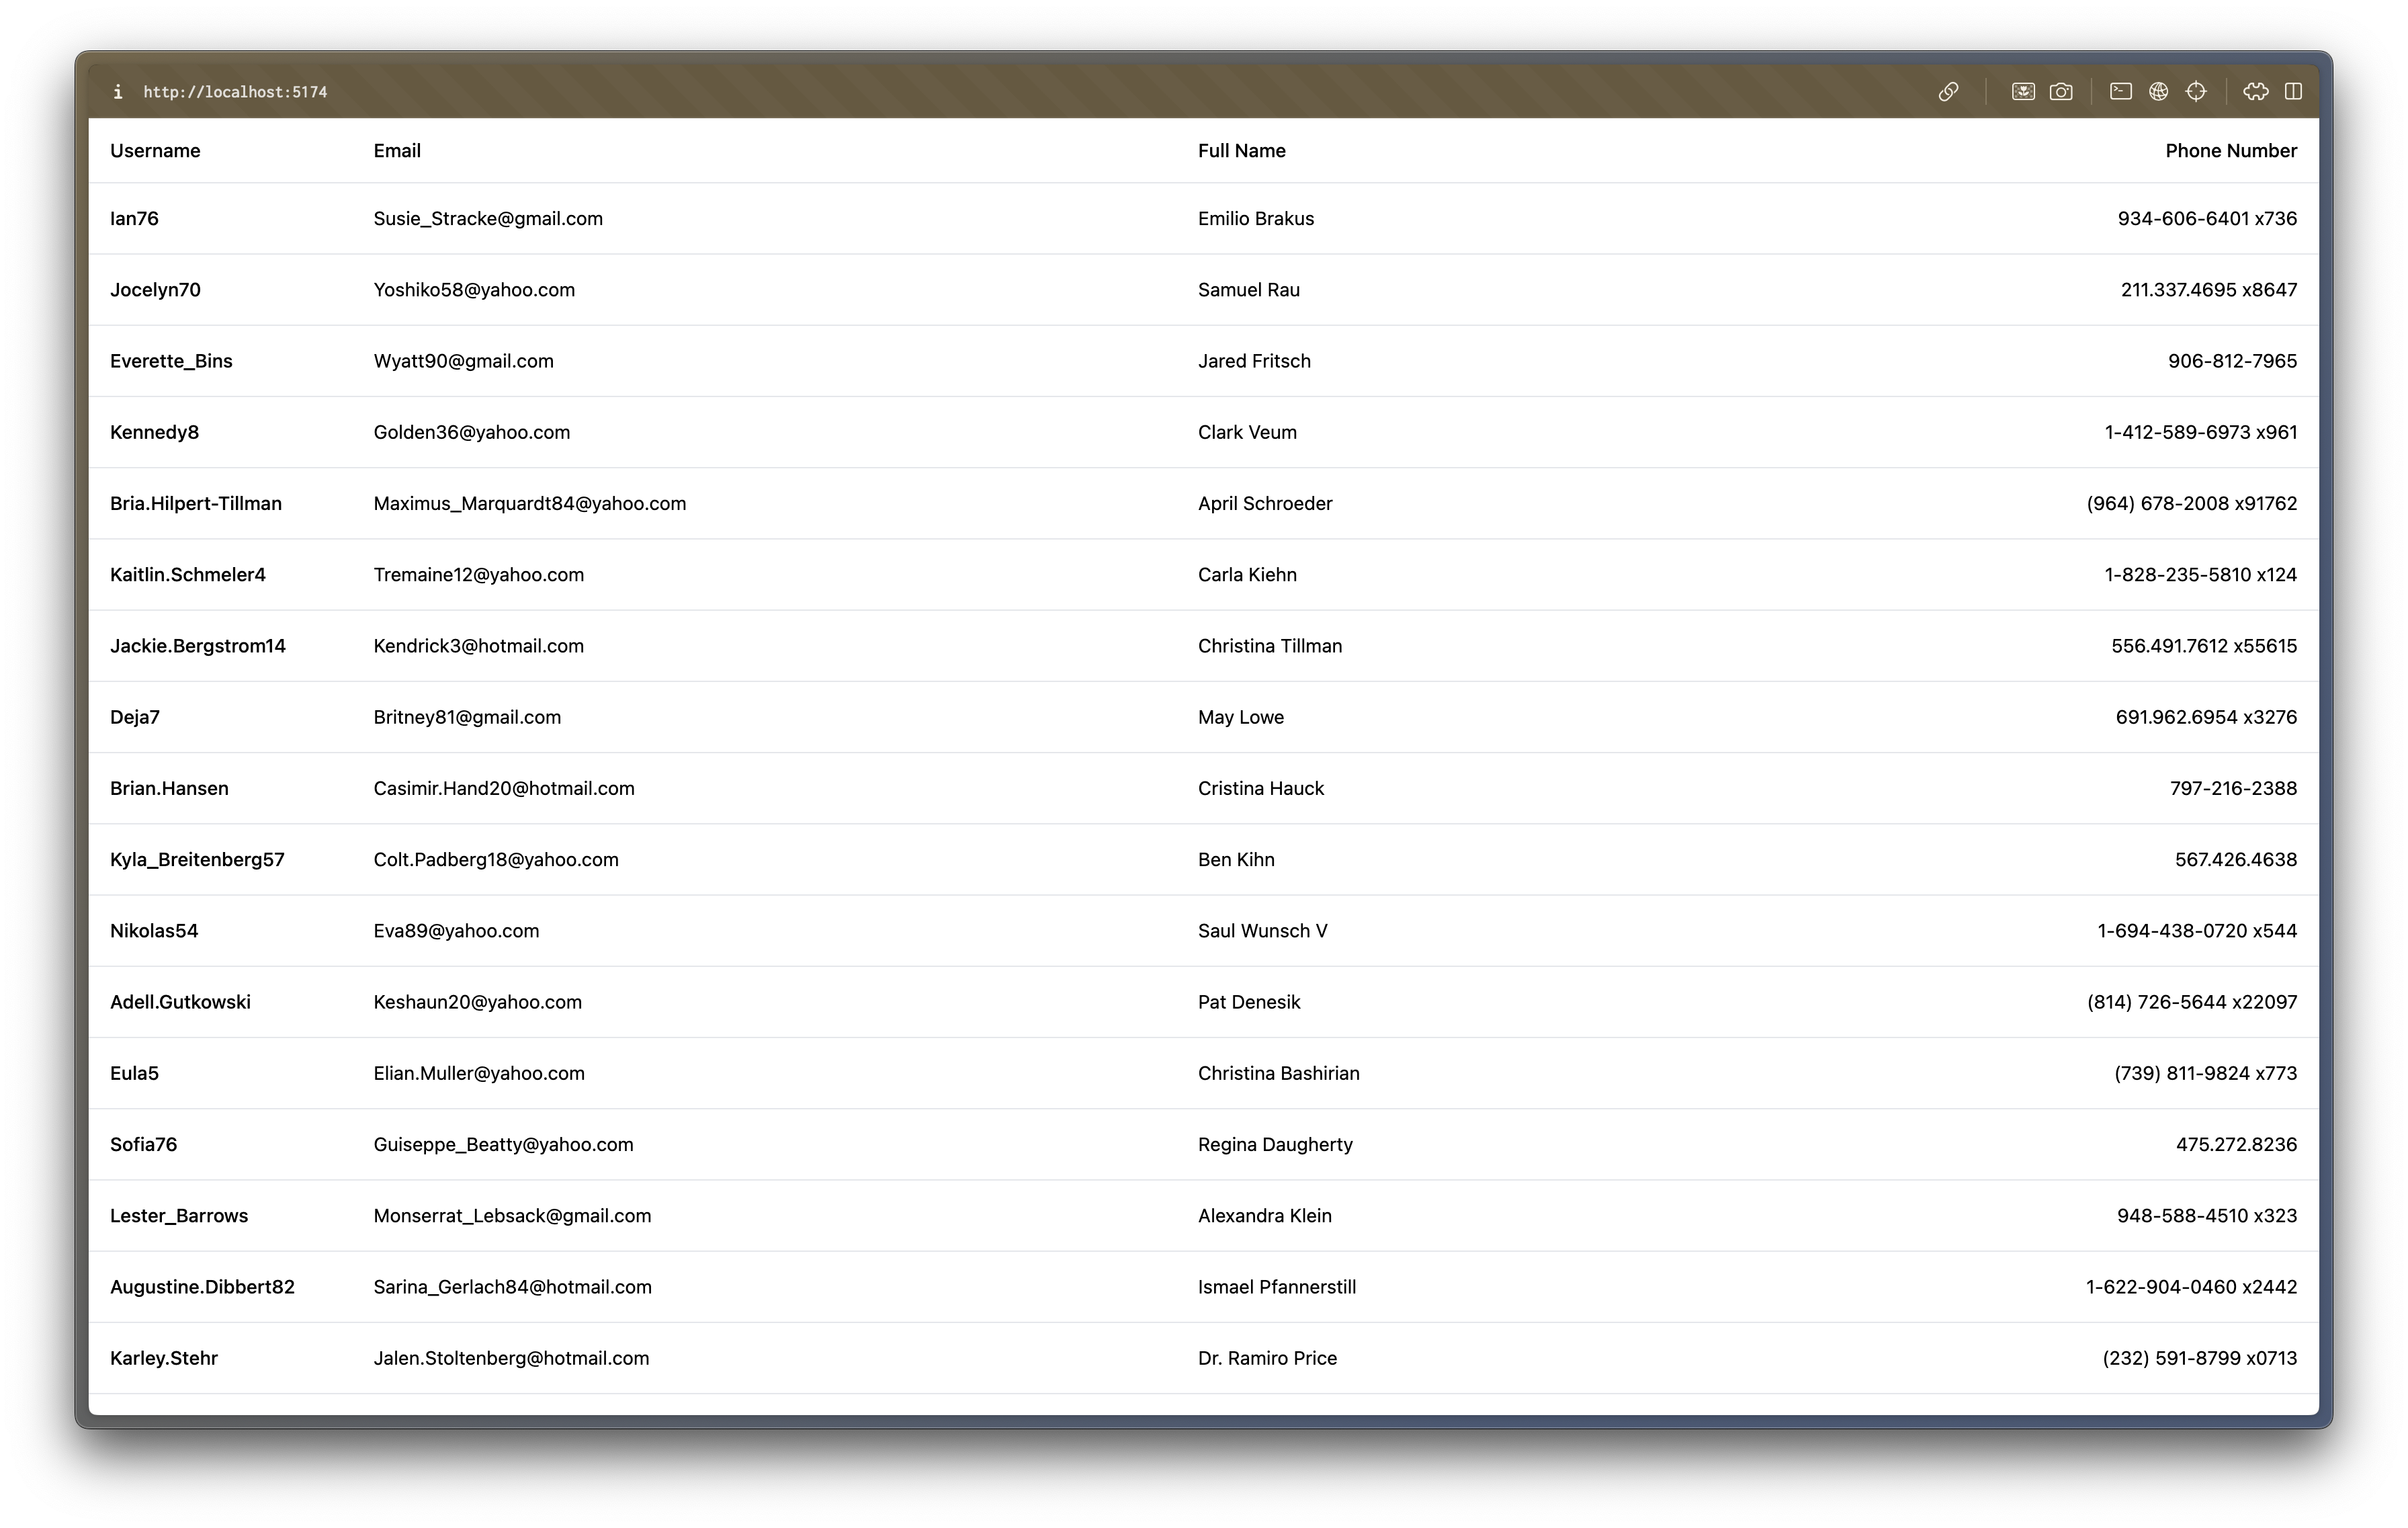 i http://localhost:5174
Username Email Full Name Phone Number
Ian76 Susie_Stracke@gmail.com Emilio Brakus 934-606-6401 x736
Jocelyn70 Yoshiko58@yahoo.com Samuel Rau 211.337.4695 x8647
Everette_Bins Wyatt90@gmail.com Jared Fritsch 906-812-7965
Kennedy8 Golden36@yahoo.com Clark Veum 1-412-589-6973 x961
Bria.Hilpert-Tillman Maximus_Marquardt84@yahoo.com April Schroeder (964) 678-2008 x91762
Kaitlin.Schmeler4 Tremaine12@yahoo.com Carla Kiehn 1-828-235-5810 x124
Jackie.Bergstrom14 Kendrick3@hotmail.com Christina Tillman 556.491.7612 x55615
Deja7 Britney81@gmail.com May Lowe 691.962.6954 x3276
Brian.Hansen Casimir.Hand20@hotmail.com Cristina Hauck 797-216-2388
Kyla_Breitenberg57 Colt.Padberg18@yahoo.com Ben Kihn 567.426.4638
Nikolas54 Eva89@yahoo.com Saul Wunsch V 1-694-438-0720 x544
Adell.Gutkowski Keshaun20@yahoo.com Pat Denesik (814) 726-5644 x22097
Eula5 Elian.Muller@yahoo.com Christina Bashirian (739) 811-9824 x773
Sofia76 Guiseppe_Beatty@yahoo.com Regina Daugherty 475.272.8236
Lester_Barrows Monserrat_Lebsack@gmail.com Alexandra Klein 948-588-4510 x323
Augustine.Dibbert82 Sarina_Gerlach84@hotmail.com Ismael Pfannerstill 1-622-904-0460 x2442
Karley.Stehr Jalen.Stoltenberg@hotmail.com Dr. Ramiro Price (232) 591-8799 x0713